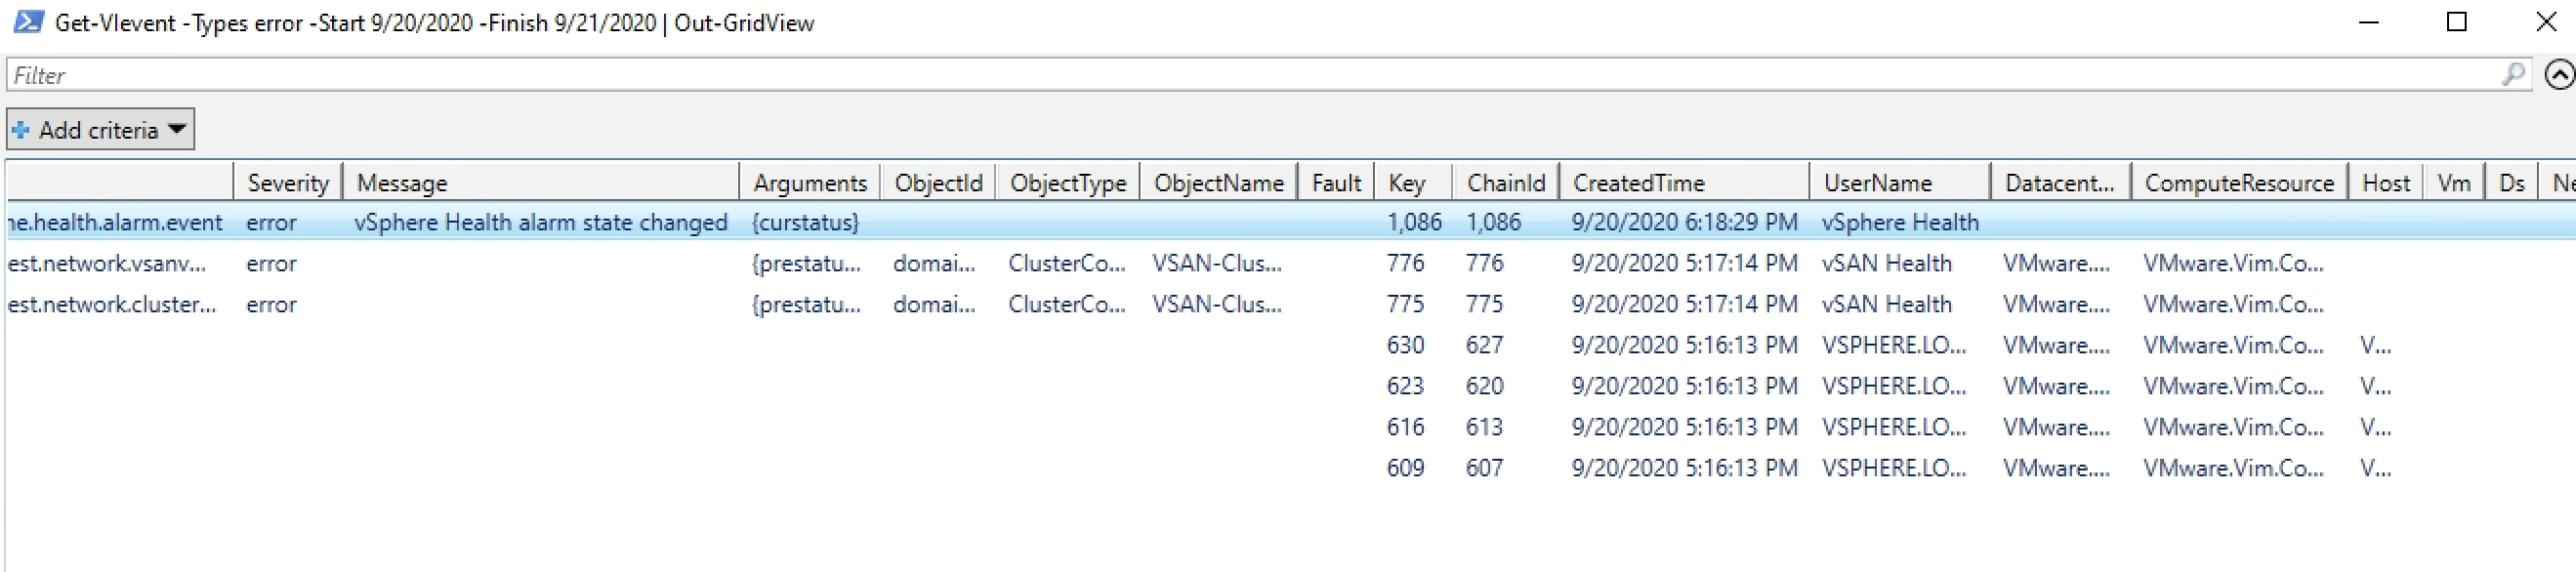 Get-VIevent -Types error -Start 9/20/2020 -Finish 9/21/2020 | Out-GridView
Filter
Add criteria
Severity Message Arguments ObjectId ObjectType ObjectName Fault Key ChainId CreatedTime UserName Datacent... ComputeResource Host Vm Ds Ne
ne.health.alarm.event error vSphere Health alarm state changed {curstatus} 1,086 1,086 9/20/2020 6:18:29 PM vSphere Health
est.network.vsanv... error {prestatu... domai... ClusterCo... VSAN-Clus... 776 776 9/20/2020 5:17:14 PM vSAN Health VMware.... VMware.Vim.Co...
est.network.cluster... error {prestatu... domai... ClusterCo... VSAN-Clus... 775 775 9/20/2020 5:17:14 PM vSAN Health VMware.... VMware.Vim.Co...
630 627 9/20/2020 5:16:13 PM VSPHERE.LO... VMware.... VMware.Vim.Co... V...
623 620 9/20/2020 5:16:13 PM VSPHERE.LO... VMware.... VMware.Vim.Co... V...
616 613 9/20/2020 5:16:13 PM VSPHERE.LO... VMware.... VMware.Vim.Co... V...
609 607 9/20/2020 5:16:13 PM VSPHERE.LO... VMware.... VMware.Vim.Co... V...